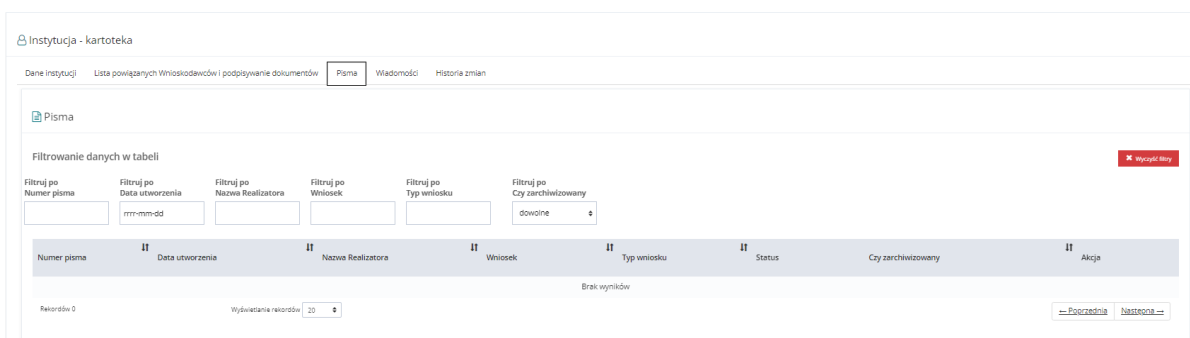 Instytucja - kartoteka
Dane instytucji Lista powiązanych Wnioskodawców i podpisywanie dokumentów Pisma Wiadomości Historia zmian
Pisma
Filtrowanie danych w tabeli
Wyczyść filtry
Filtruj po Numer pisma
Filtruj po Data utworzenia
Filtruj po Nazwa Realizatora
Filtruj po Wniosek
Filtruj po Typ wniosku
Filtruj po Czy zarchiwizowany
rrrr-mm-dd
dowolne
Numer pisma Data utworzenia Nazwa Realizatora Wniosek Typ wniosku Status Czy zarchiwizowany Akcja
Brak wyników
Rekordów 0 Wyświetlanie rekordów 20 ← Poprzednia Następna →